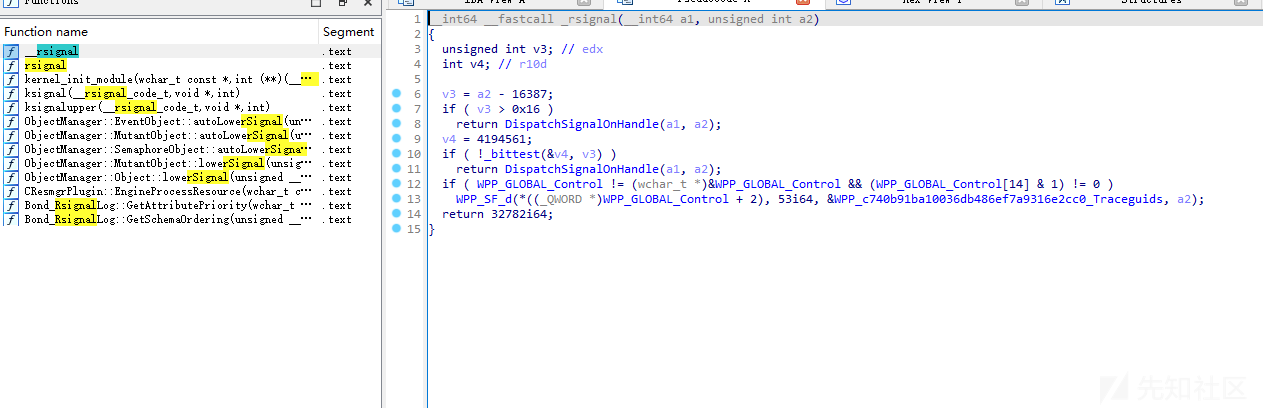 Functions
Function name
Segment
f __rsignal .text
f rsignal .text
f kernel_init_module(wchar_t const *,int (**)(__⋯ .text
f ksignal(__rsignal_code_t,void *,int) .text
f ksignalupper(__rsignal_code_t,void *,int) .text
f ObjectManager::EventObject::autoLowerSignal(un⋯ .text
f ObjectManager::MutantObject::autoLowerSignal(u⋯ .text
f ObjectManager::SemaphoreObject::autoLowerSigna⋯ .text
f ObjectManager::MutantObject::lowerSignal(unsig⋯ .text
f ObjectManager::Object::lowerSignal(unsigned __⋯ .text
f CResmgrPlugin::EngineProcessResource(wchar_t c⋯ .text
f Bond_RsignalLog::GetAttributePriority(wchar_t ⋯ .text
f Bond_RsignalLog::GetSchemaOrdering(unsigned __⋯ .text
IDA View A
Pseudocode A
Hex View 1
Structures
1 __int64 __fastcall _rsignal(__int64 a1, unsigned int a2)
2 {
3 unsigned int v3; // edx
4 int v4; // r10d
5
6 v3 = a2 - 16387;
7 if ( v3 > 0x16 )
8 return DispatchSignalOnHandle(a1, a2);
9 v4 = 4194561;
10 if ( !_bittest(&v4, v3) )
11 return DispatchSignalOnHandle(a1, a2);
12 if ( WPP_GLOBAL_Control != (wchar_t *)&WPP_GLOBAL_Control && (WPP_GLOBAL_Control[14] & 1) != 0 )
13 WPP_SF_d(*((_QWORD *)WPP_GLOBAL_Control + 2), 53i64, &WPP_c740b91ba10036db486ef7a9316e2cc0_Traceguids, a2);
14 return 32782i64;
15 }
先知社区